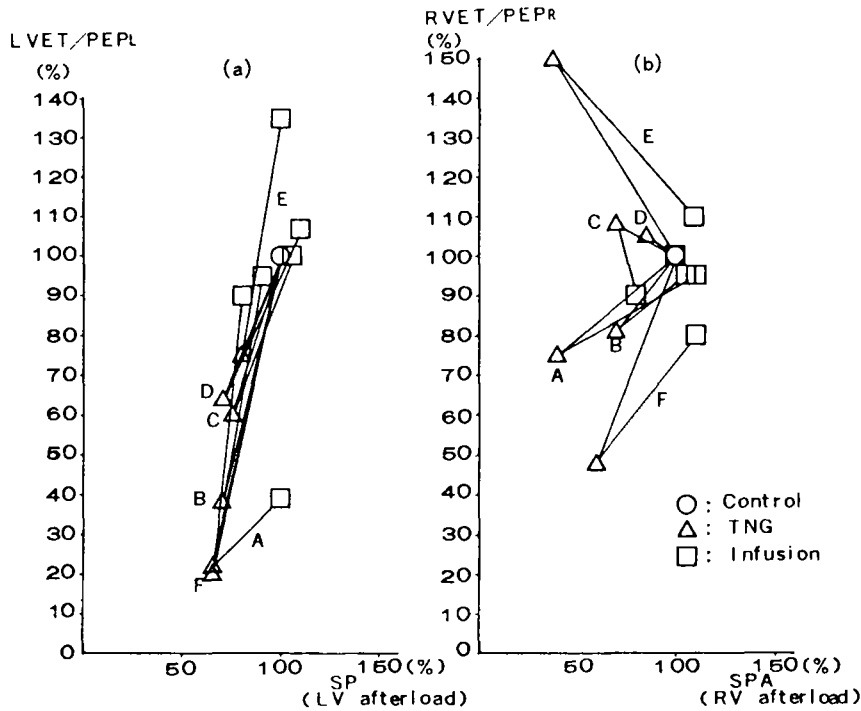 LVET/PEPL
(%)
(a)
140
130
120
110
100
90
80
70
60
50
40
30
20
10
0
E
D
C
B
A
F
50
100
150(%)
SP
(LV afterload)
RVET/PEPR
(%)
(b)
150
140
130
120
110
100
90
80
70
60
50
40
30
20
10
0
E
C
D
B
A
F
○: Control
△: TNG
□: Infusion
50
100
150(%)
SPA
(RV afterload)